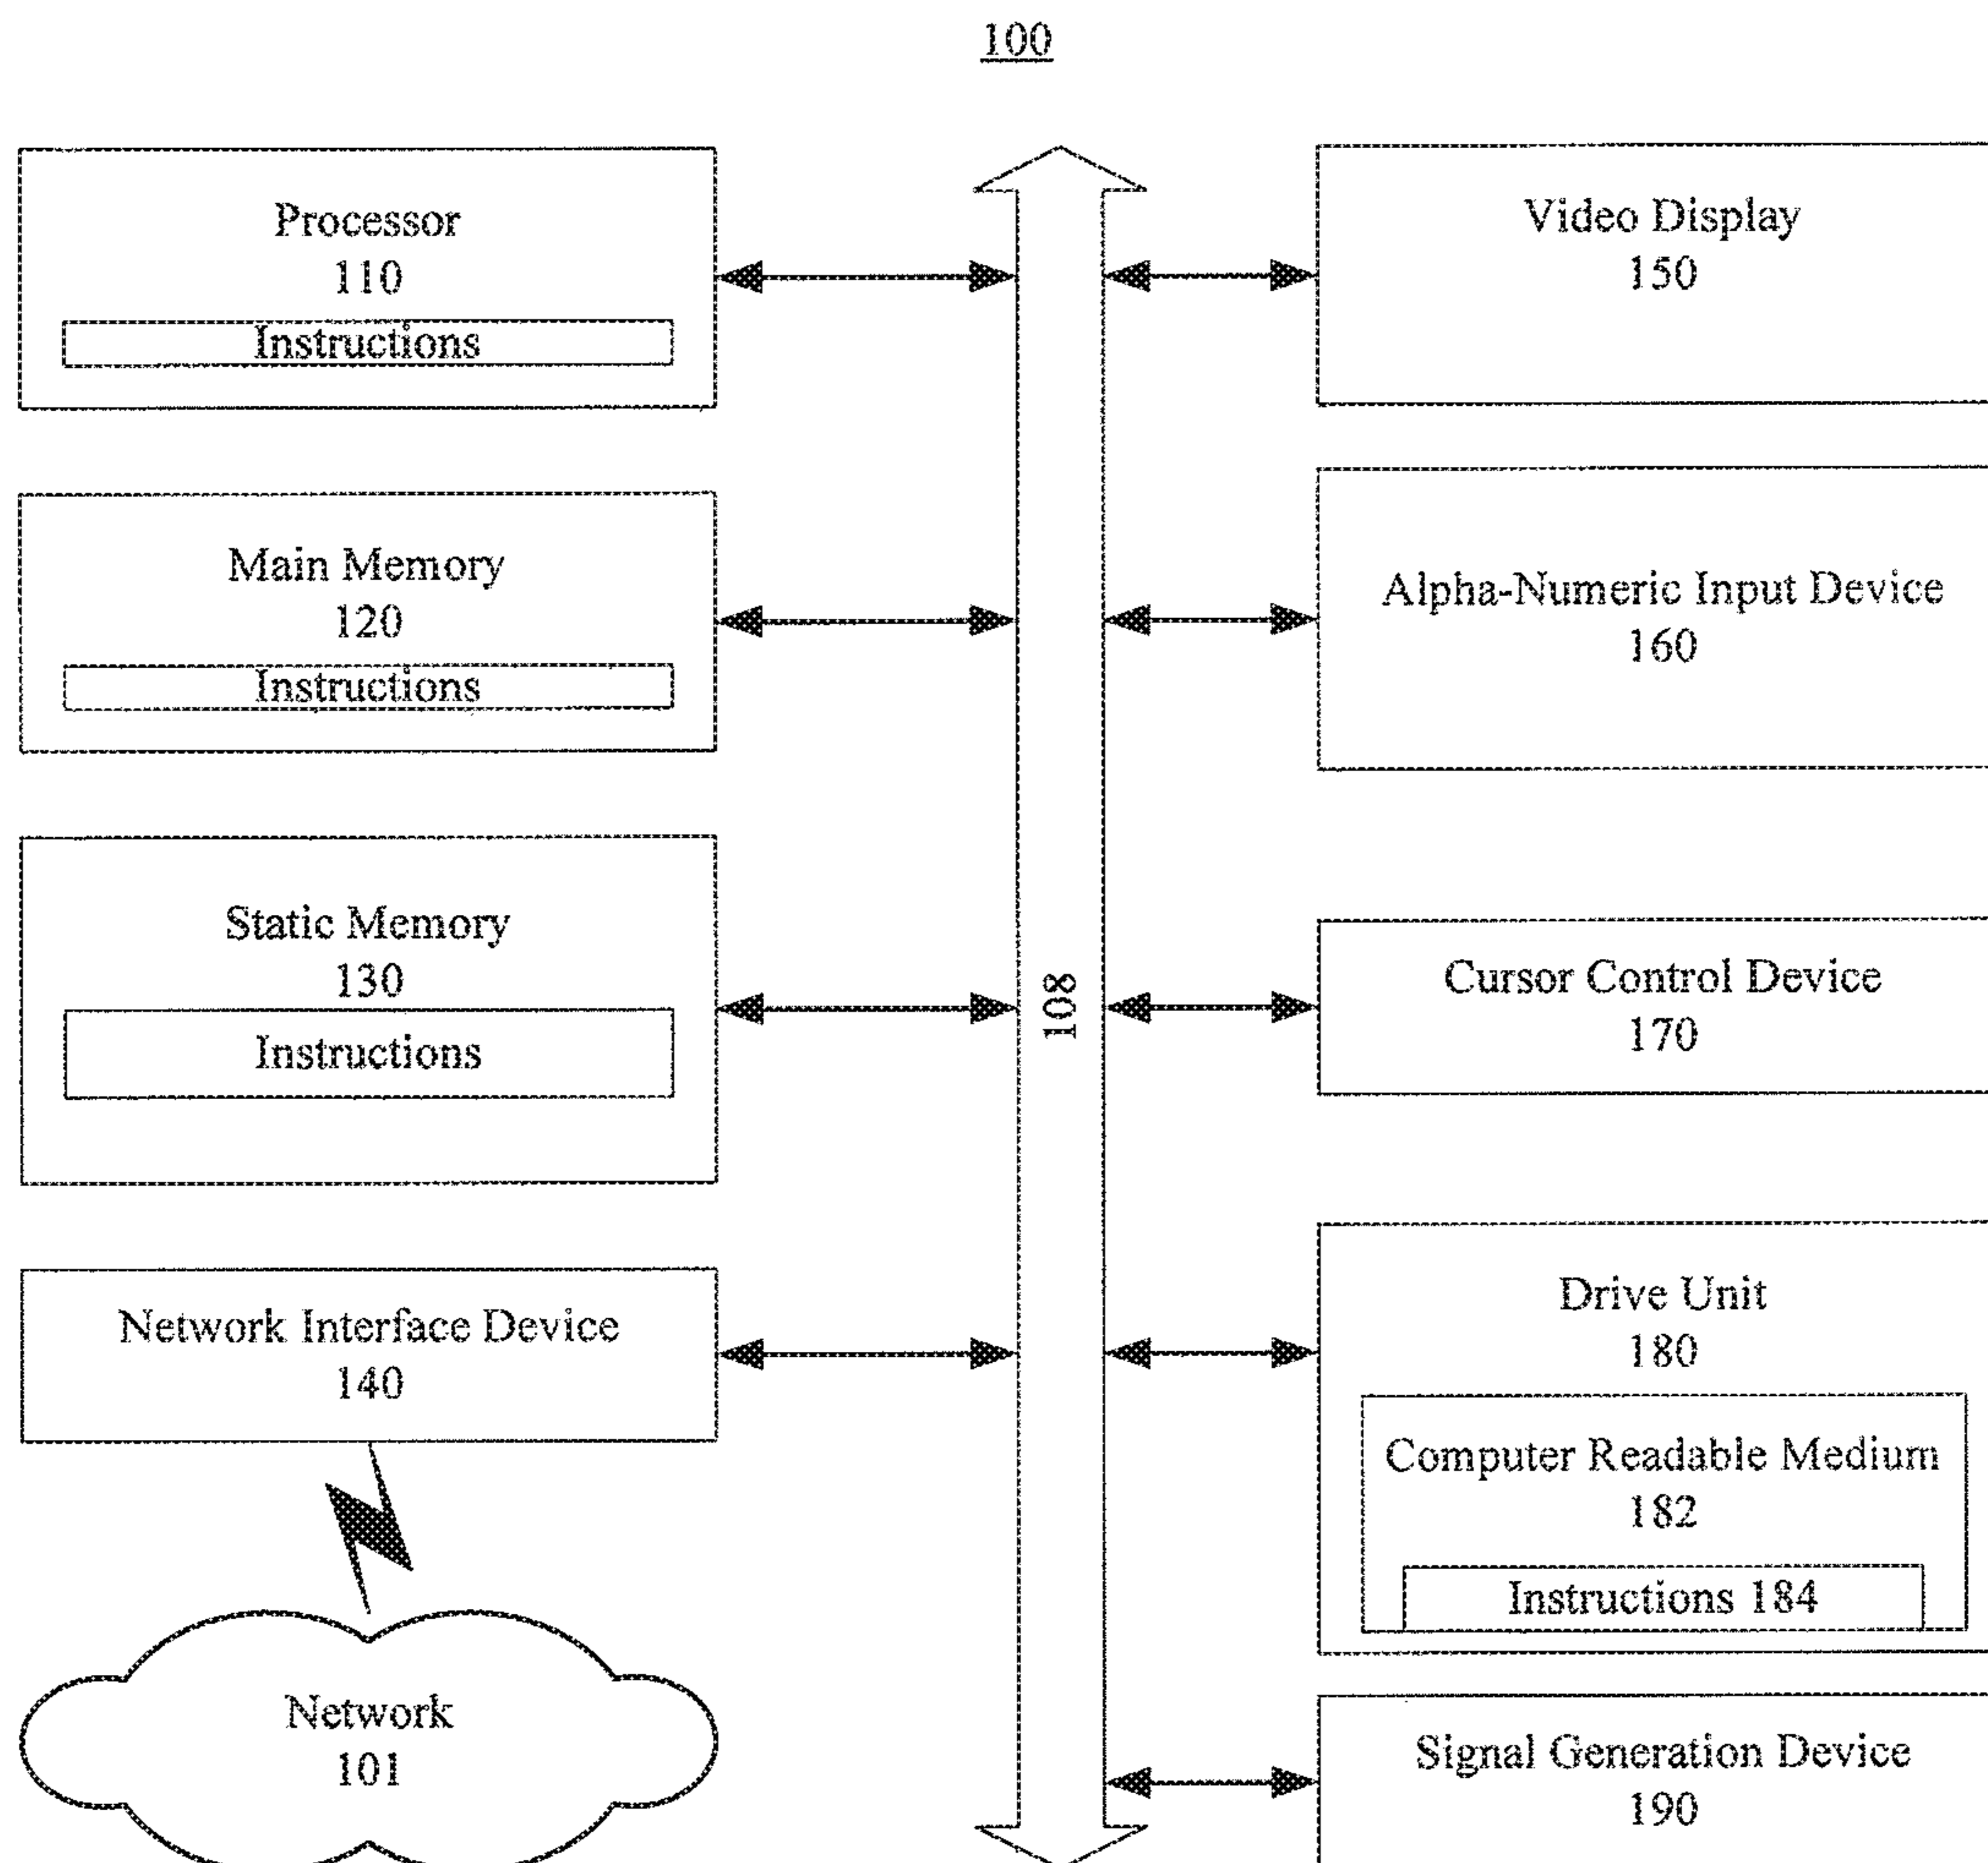 100
Processor
110
Instructions
Main Memory
120
Instructions
Static Memory
130
Instructions
Network Interface Device
140
Network
101
108
Video Display
150
Alpha-Numeric Input Device
160
Cursor Control Device
170
Drive Unit
180
Computer Readable Medium
182
Instructions 184
Signal Generation Device
190